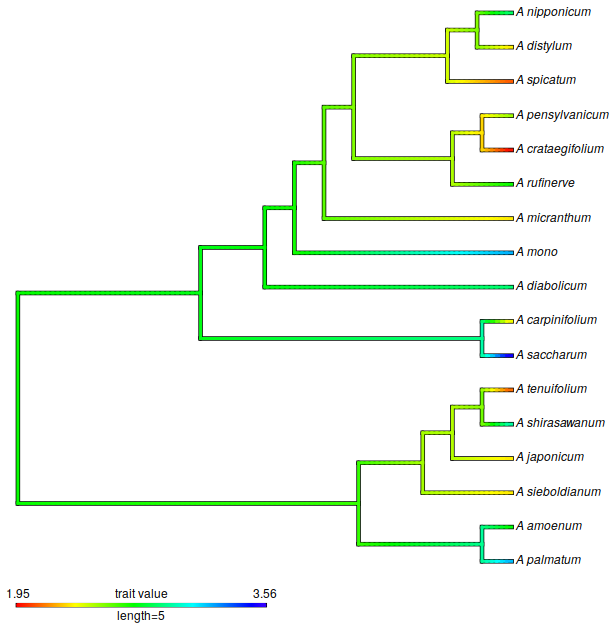 A nipponicum
A distylum
A spicatum
A pensylvanicum
A crataegifolium
A rufinerve
A micranthum
A mono
A diabolicum
A carpinifolium
A saccharum
A tenuifolium
A shirasawanum
A japonicum
A sieboldianum
A amoenum
A palmatum
1.95 trait value 3.56
length=5